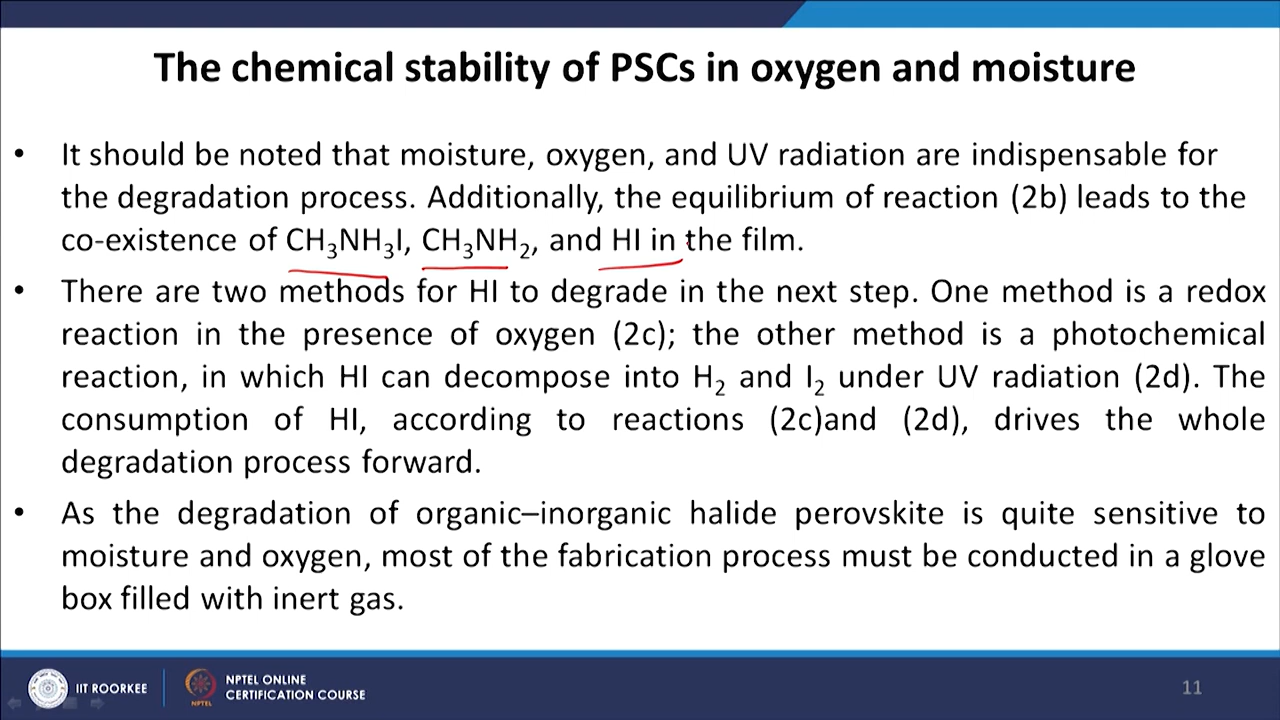 The chemical stability of PSCs in oxygen and moisture
• It should be noted that moisture, oxygen, and UV radiation are indispensable for
the degradation process. Additionally, the equilibrium of reaction (2b) leads to the
co-existence of CH₃NH₃I, CH₃NH₂, and HI in the film.
• There are two methods for HI to degrade in the next step. One method is a redox
reaction in the presence of oxygen (2c); the other method is a photochemical
reaction, in which HI can decompose into H₂ and I₂ under UV radiation (2d). The
consumption of HI, according to reactions (2c)and (2d), drives the whole
degradation process forward.
• As the degradation of organic–inorganic halide perovskite is quite sensitive to
moisture and oxygen, most of the fabrication process must be conducted in a glove
box filled with inert gas.
IIT ROORKEE
NPTEL
NPTEL ONLINE
CERTIFICATION COURSE
11